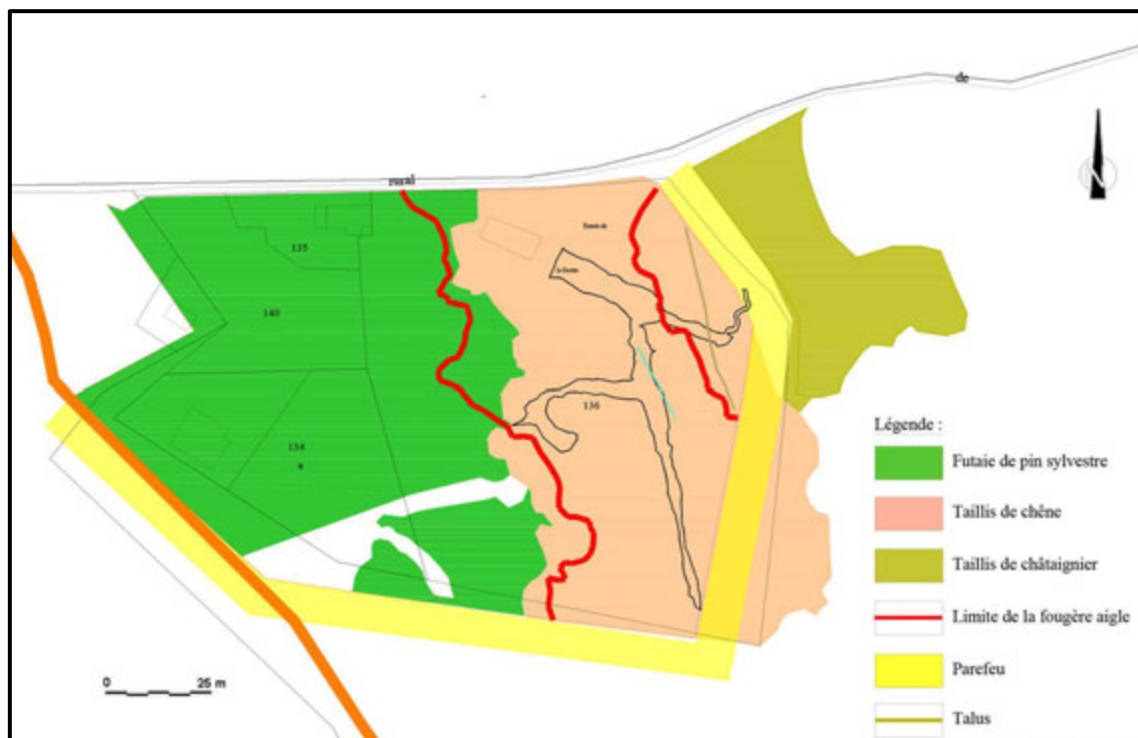 de
rural
135
140
134
136
Légende :
Futaie de pin sylvestre
Taillis de chêne
Taillis de châtaignier
Limite de la fougère aigle
Parefeu
Talus
0 25 m
N